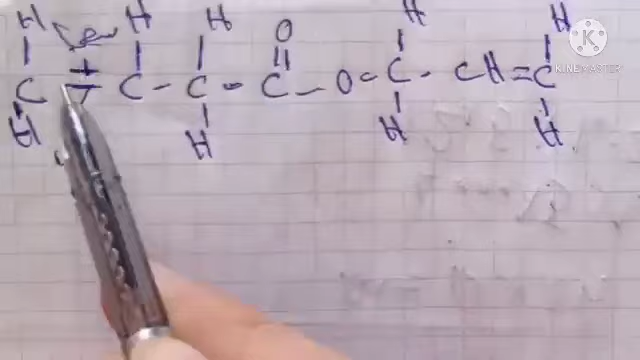 H H H O H H
C = C - C - C - O - C - CH = C
H H H H
K
KINEMASTER